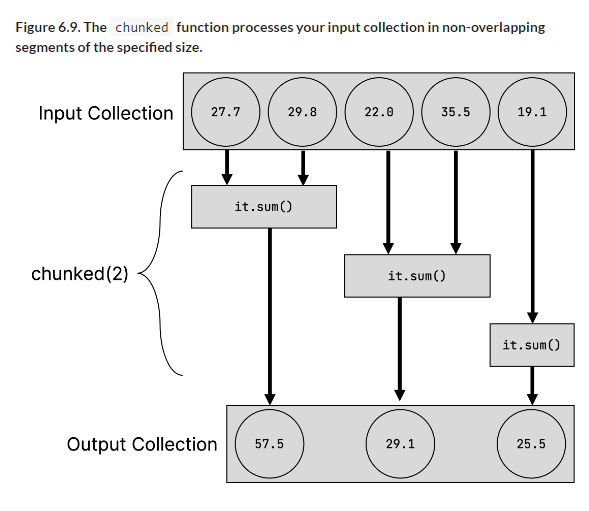 Figure 6.9. The chunked function processes your input collection in non-overlapping
segments of the specified size.
Input Collection
27.7
29.8
22.0
35.5
19.1
it.sum()
chunked(2)
it.sum()
it.sum()
Output Collection
57.5
29.1
25.5